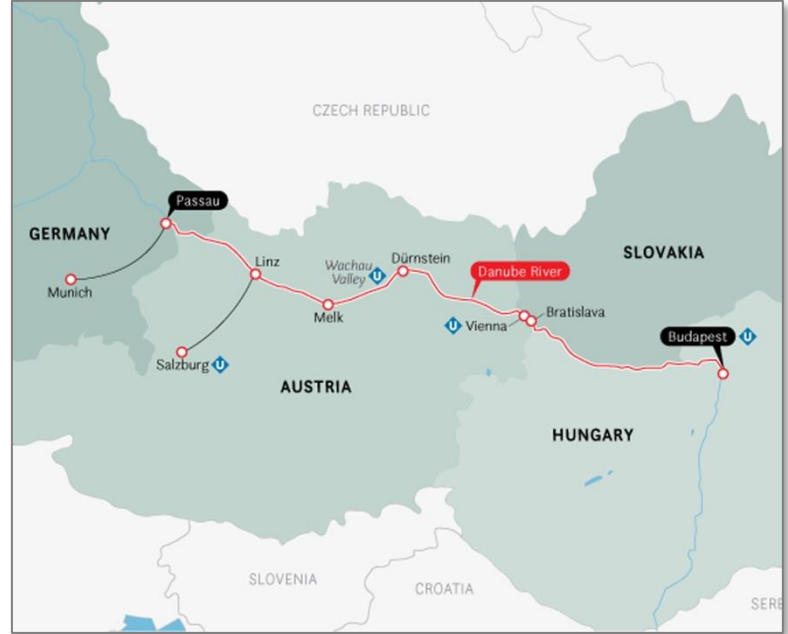 CZECH REPUBLIC
Passau
GERMANY
SLOVAKIA
Linz
Wachau
Valley
U
Dürnstein
Danube River
Munich
Melk
U
Vienna
Bratislava
Budapest
U
Salzburg
U
AUSTRIA
HUNGARY
SLOVENIA
CROATIA
SERB